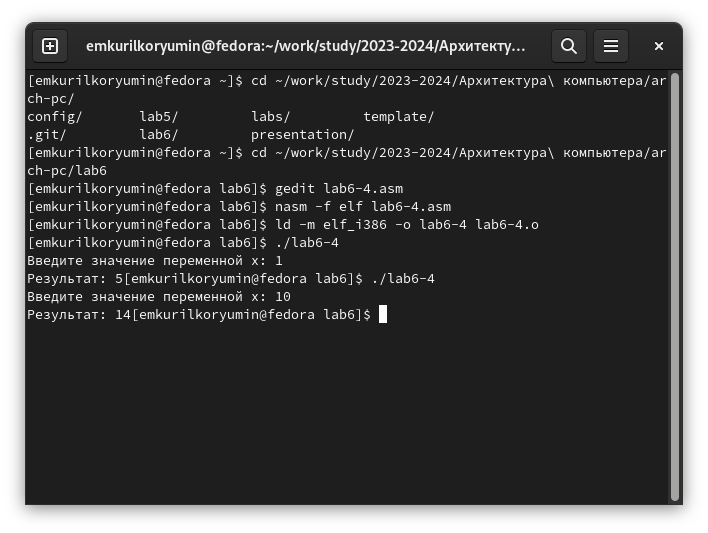 emkurilkoryumin@fedora:~/work/study/2023-2024/Архитекту...
[emkurilkoryumin@fedora ~]$ cd ~/work/study/2023-2024/Архитектура\ компьютера/ar
ch-pc/
config/ lab5/ labs/ template/
.git/ lab6/ presentation/
[emkurilkoryumin@fedora ~]$ cd ~/work/study/2023-2024/Архитектура\ компьютера/ar
ch-pc/lab6
[emkurilkoryumin@fedora lab6]$ gedit lab6-4.asm
[emkurilkoryumin@fedora lab6]$ nasm -f elf lab6-4.asm
[emkurilkoryumin@fedora lab6]$ ld -m elf_i386 -o lab6-4 lab6-4.o
[emkurilkoryumin@fedora lab6]$ ./lab6-4
Введите значение переменной x: 1
Результат: 5[emkurilkoryumin@fedora lab6]$ ./lab6-4
Введите значение переменной x: 10
Результат: 14[emkurilkoryumin@fedora lab6]$